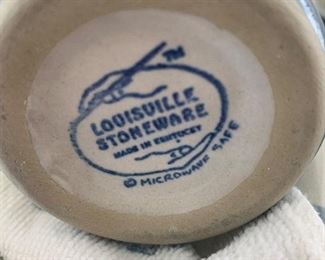 TM
LOUISVILLE
STONEWARE
MADE IN KENTUCKY
© MICROWAVE SAFE